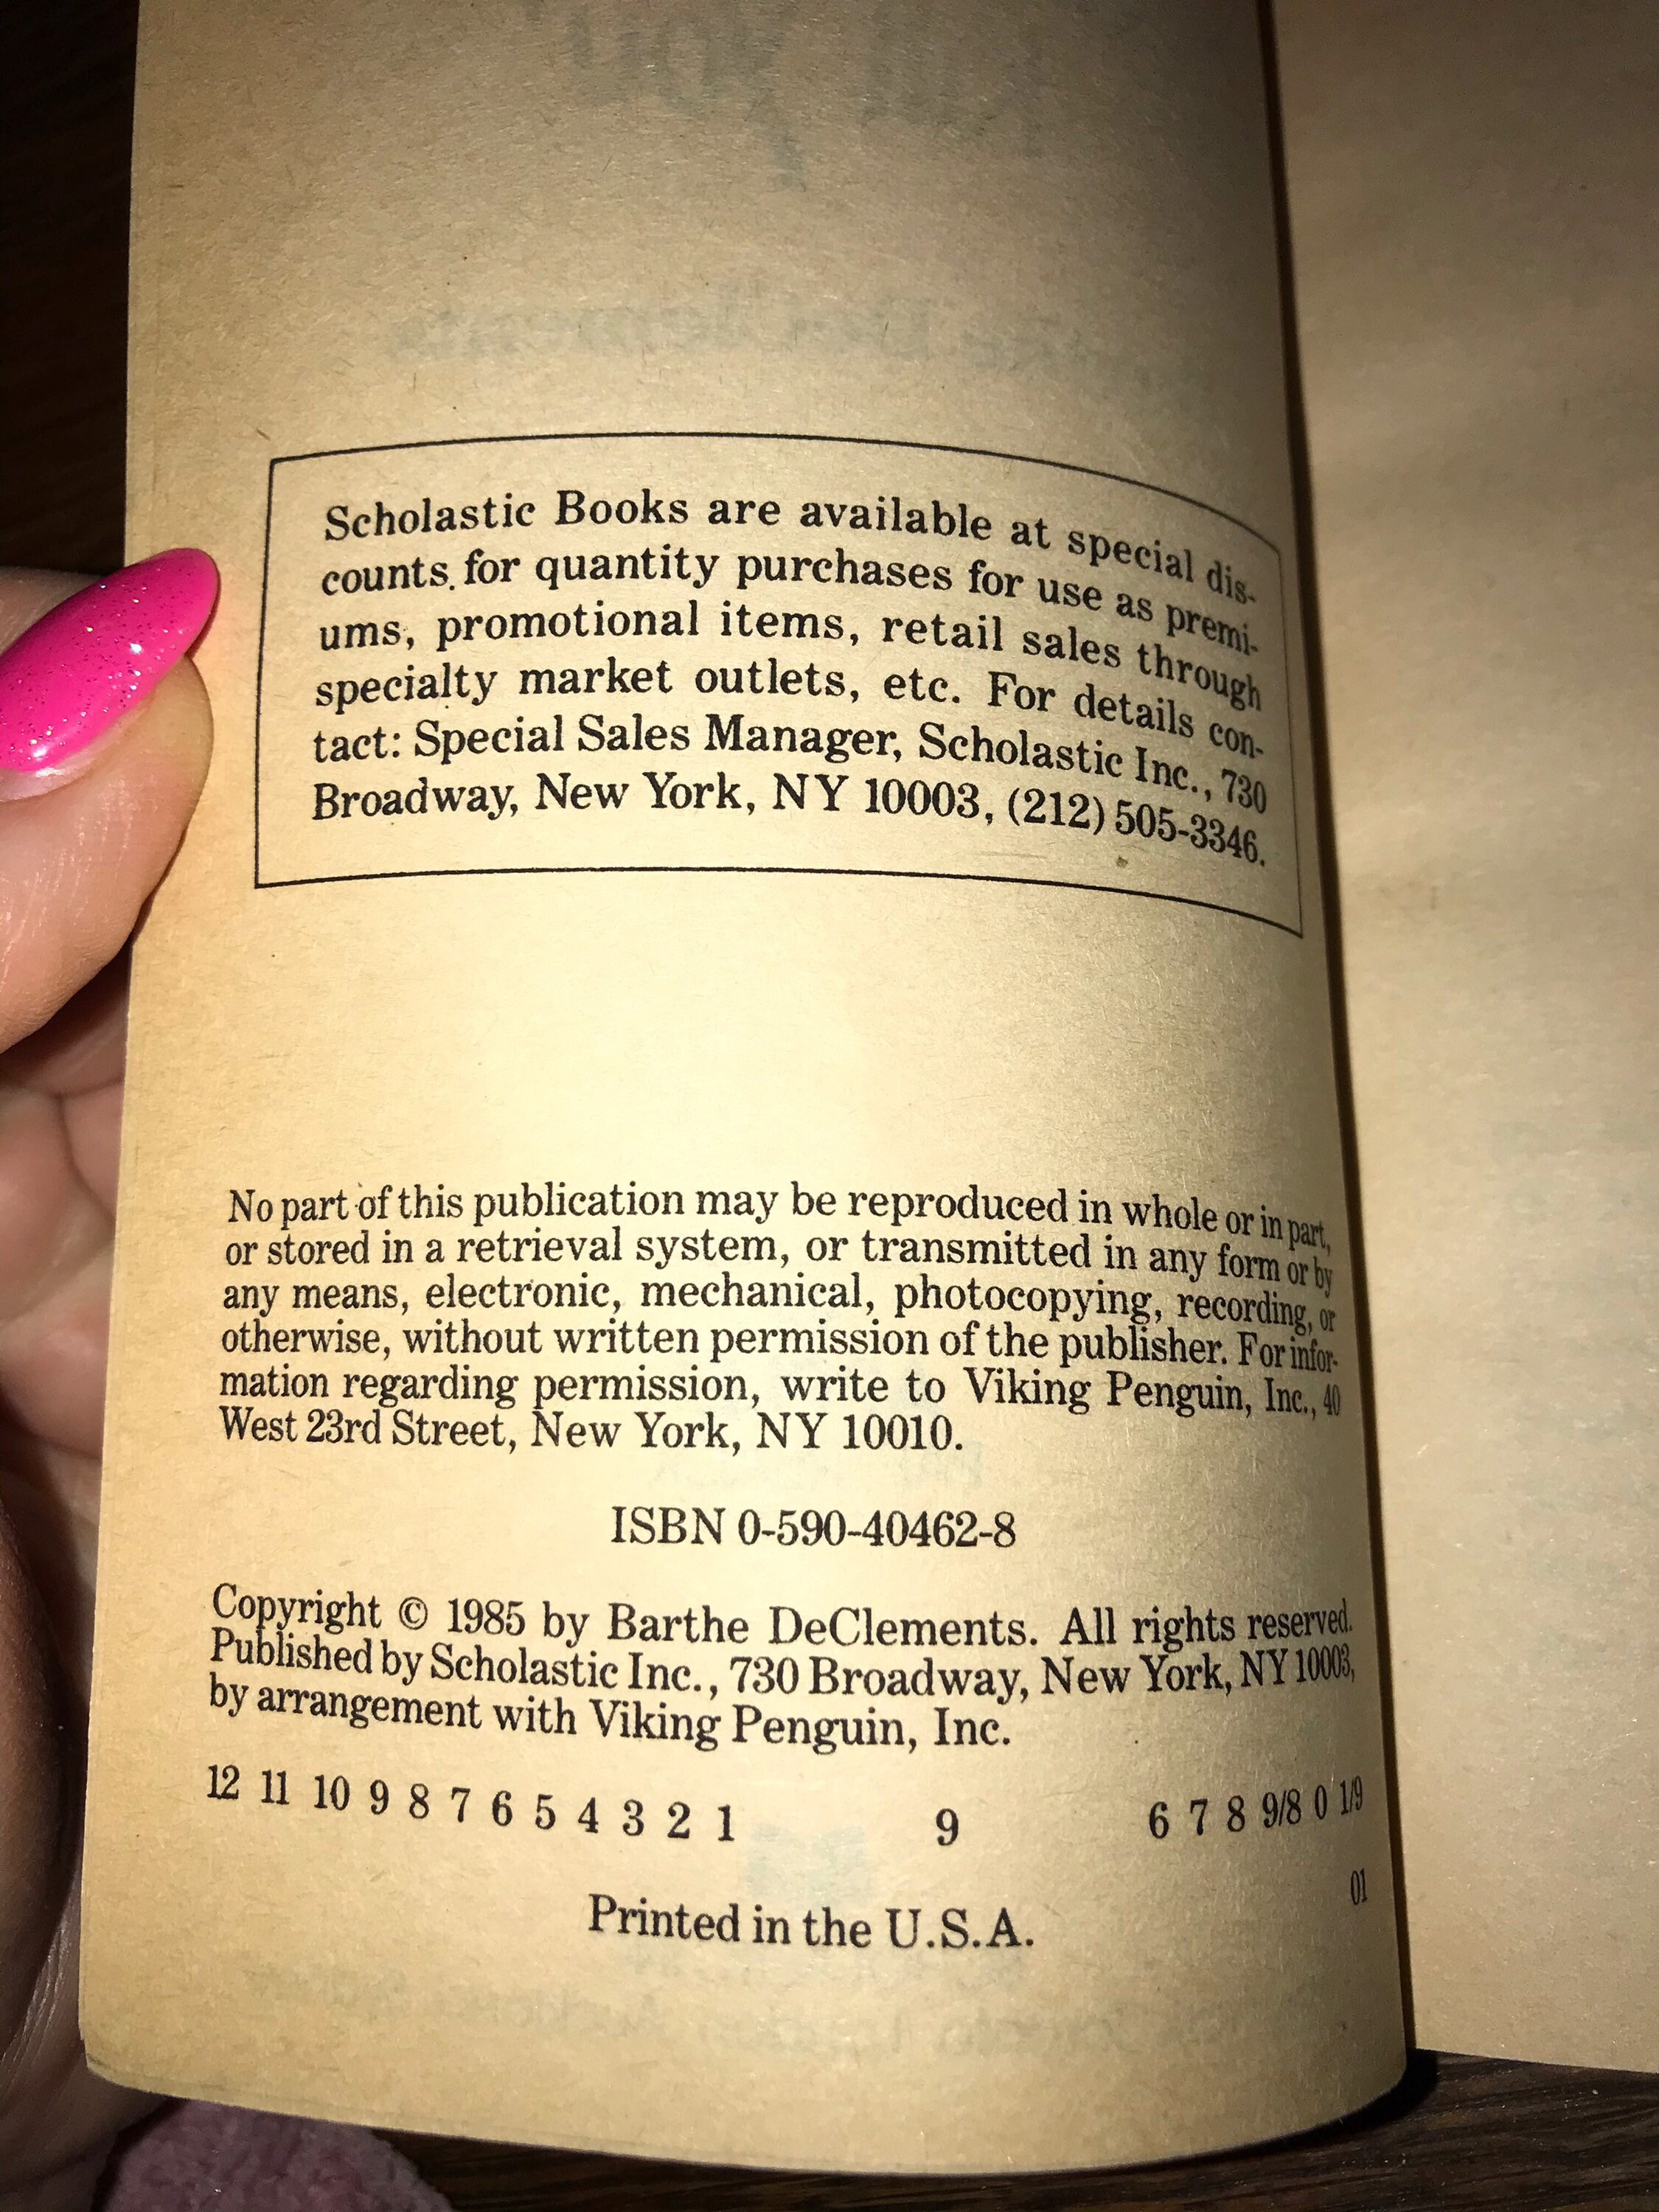 Scholastic Books are available at special dis-
counts for quantity purchases for use as premi-
ums, promotional items, retail sales through
specialty market outlets, etc. For details con-
tact: Special Sales Manager, Scholastic Inc., 730
Broadway, New York, NY 10003, (212) 505-3346.
No part of this publication may be reproduced in whole or in part,
or stored in a retrieval system, or transmitted in any form or by
any means, electronic, mechanical, photocopying, recording, or
otherwise, without written permission of the publisher. For infor-
mation regarding permission, write to Viking Penguin, Inc., 40
West 23rd Street, New York, NY 10010.
ISBN 0-590-40462-8
Copyright © 1985 by Barthe DeClements. All rights reserved.
Published by Scholastic Inc., 730 Broadway, New York, NY 10003,
by arrangement with Viking Penguin, Inc.
12 11 10 9 8 7 6 5 4 3 2 1 9 6 7 8 9/8 0 1/9
01
Printed in the U.S.A.